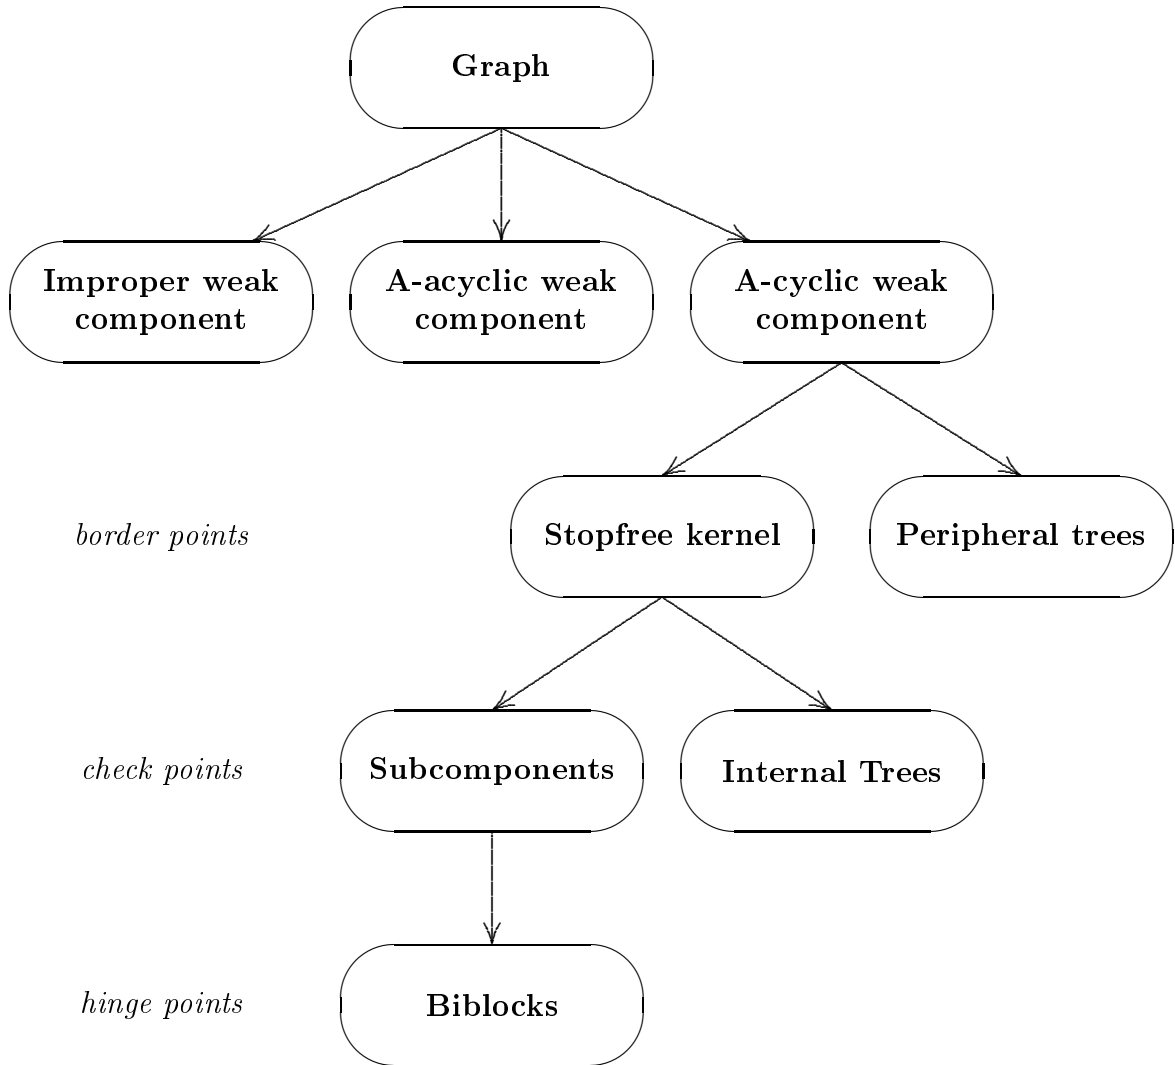 Graph
Improper weak
component
A-acyclic weak
component
A-cyclic weak
component
border points
Stopfree kernel
Peripheral trees
check points
Subcomponents
Internal Trees
hinge points
Biblocks